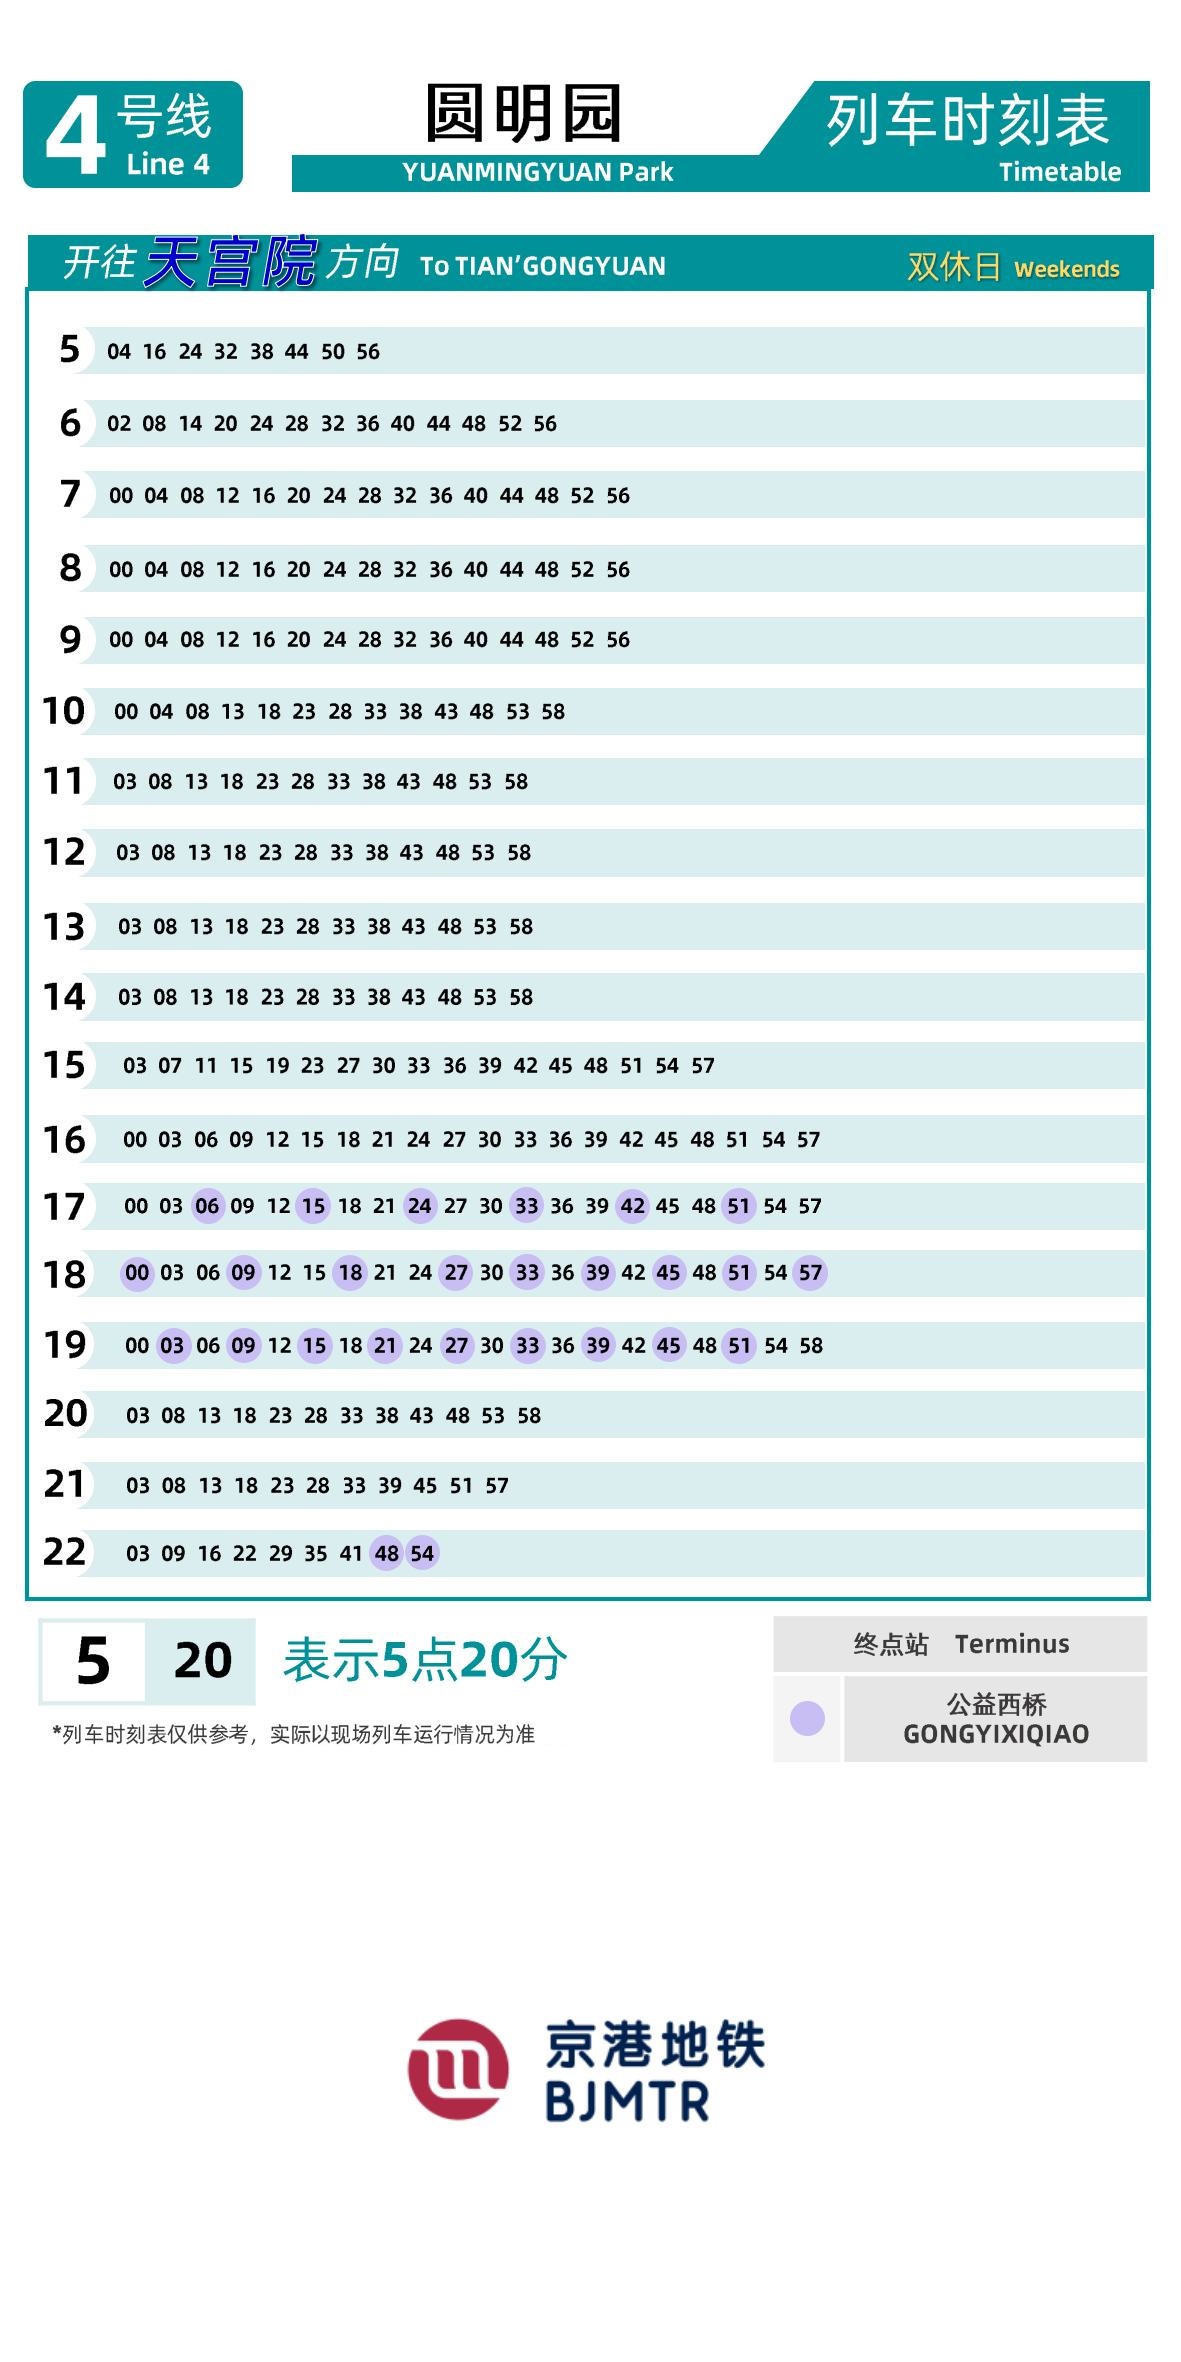 4号线
Line 4
圆明园
YUANMINGYUAN Park
列车时刻表
Timetable
开往天宫院方向 To TIAN'GONGYUAN 双休日 Weekends
5 04 16 24 32 38 44 50 56
6 02 08 14 20 24 28 32 36 40 44 48 52 56
7 00 04 08 12 16 20 24 28 32 36 40 44 48 52 56
8 00 04 08 12 16 20 24 28 32 36 40 44 48 52 56
9 00 04 08 12 16 20 24 28 32 36 40 44 48 52 56
10 00 04 08 13 18 23 28 33 38 43 48 53 58
11 03 08 13 18 23 28 33 38 43 48 53 58
12 03 08 13 18 23 28 33 38 43 48 53 58
13 03 08 13 18 23 28 33 38 43 48 53 58
14 03 08 13 18 23 28 33 38 43 48 53 58
15 03 07 11 15 19 23 27 30 33 36 39 42 45 48 51 54 57
16 00 03 06 09 12 15 18 21 24 27 30 33 36 39 42 45 48 51 54 57
17 00 03 06 09 12 15 18 21 24 27 30 33 36 39 42 45 48 51 54 57
18 00 03 06 09 12 15 18 21 24 27 30 33 36 39 42 45 48 51 54 57
19 00 03 06 09 12 15 18 21 24 27 30 33 36 39 42 45 48 51 54 58
20 03 08 13 18 23 28 33 38 43 48 53 58
21 03 08 13 18 23 28 33 39 45 51 57
22 03 09 16 22 29 35 41 48 54
5 20 表示5点20分
*列车时刻表仅供参考，实际以现场列车运行情况为准
终点站 Terminus
公益西桥
GONGYIXIQIAO
京港地铁
BJMTR